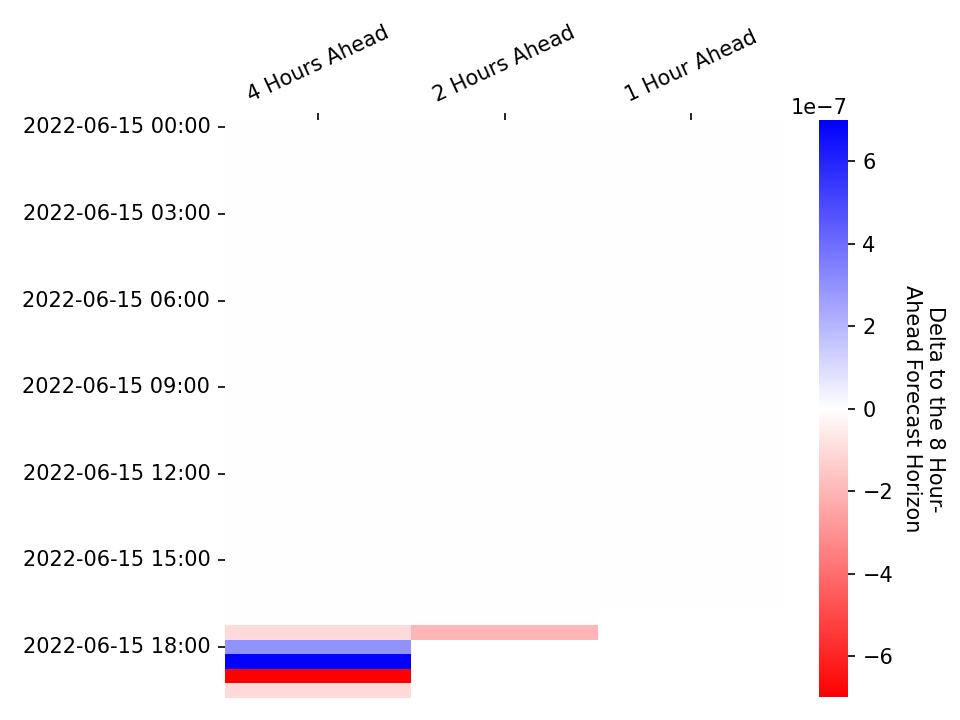 4 Hours Ahead
2 Hours Ahead
1 Hour Ahead
1e−7
2022-06-15 00:00
2022-06-15 03:00
2022-06-15 06:00
2022-06-15 09:00
2022-06-15 12:00
2022-06-15 15:00
2022-06-15 18:00
6
4
2
0
−2
−4
−6
Delta to the 8 Hour-
Ahead Forecast Horizon